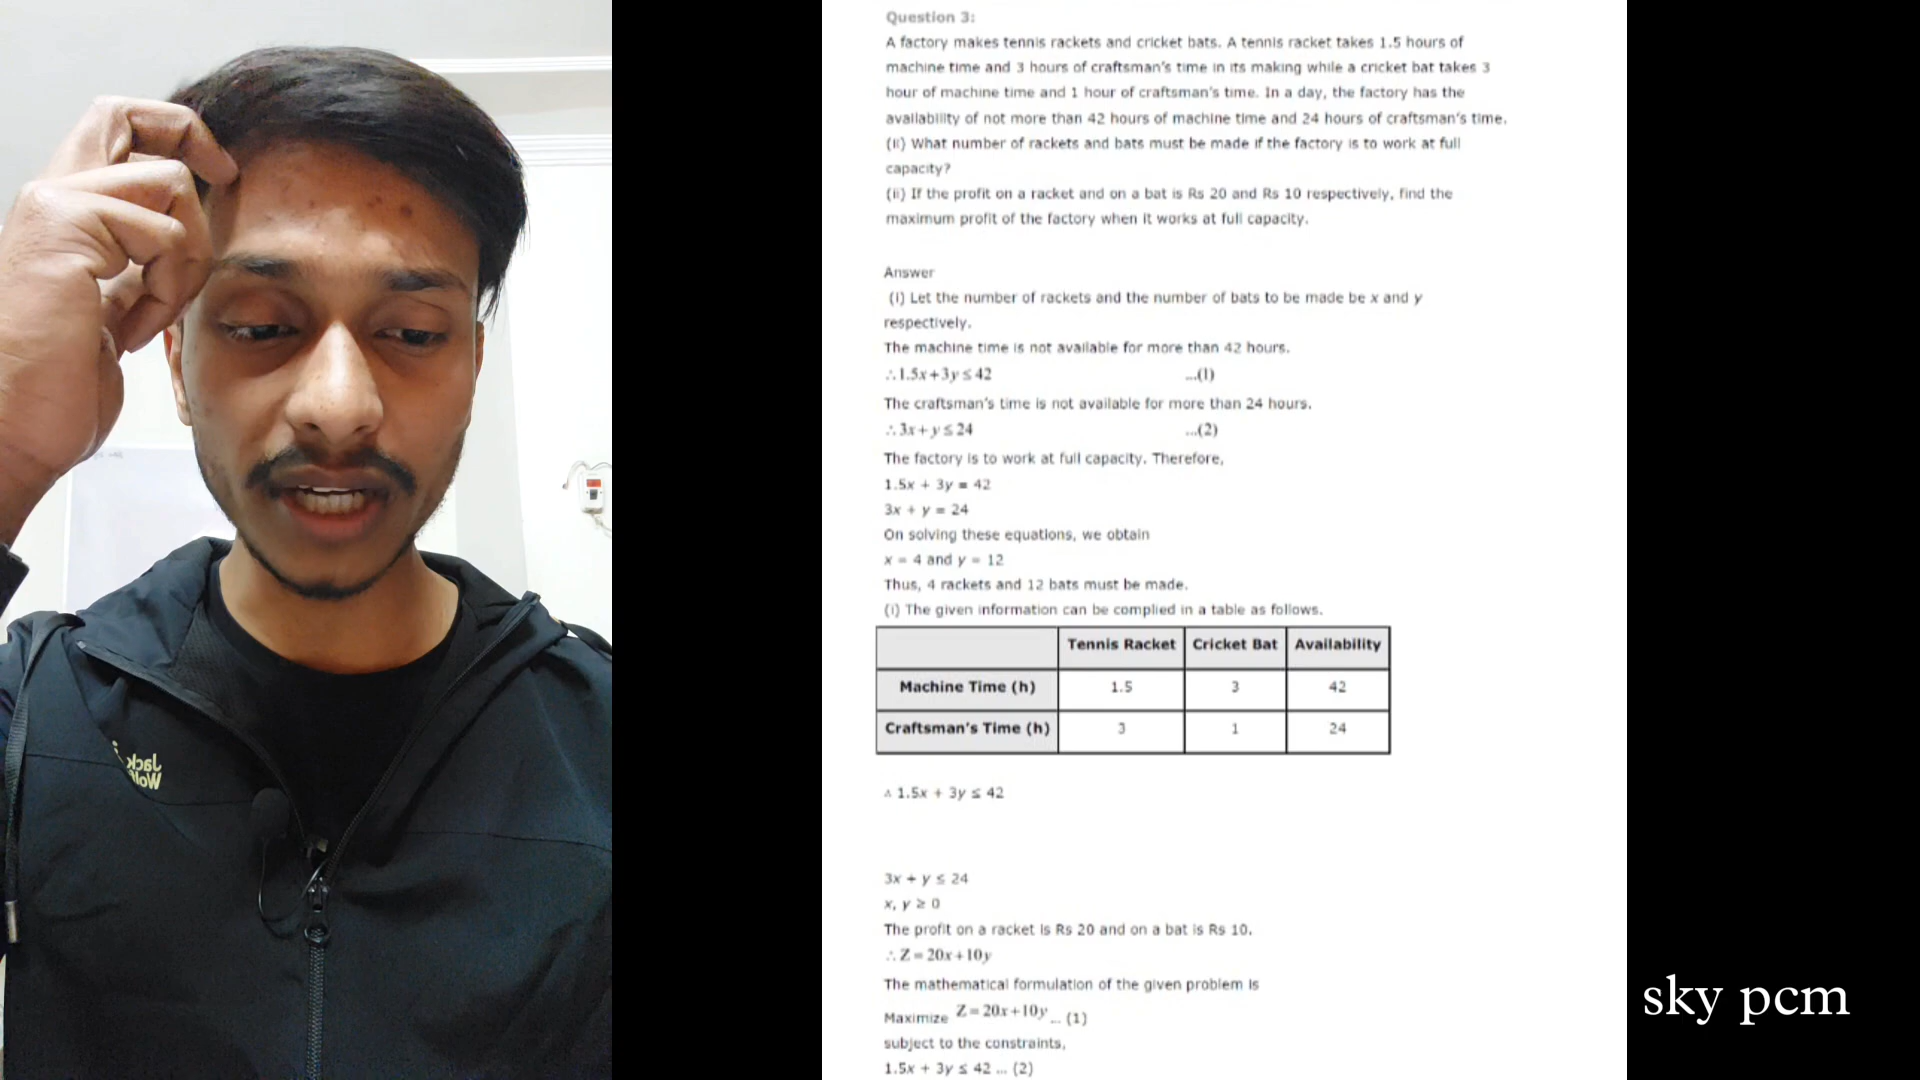 Question 3:
A factory makes tennis rackets and cricket bats. A tennis racket takes 1.5 hours of
machine time and 3 hours of craftsman's time in its making while a cricket bat takes 3
hour of machine time and 1 hour of craftsman's time. In a day, the factory has the
availability of not more than 42 hours of machine time and 24 hours of craftsman's time.
(ii) What number of rackets and bats must be made if the factory is to work at full
capacity?
(ii) If the profit on a racket and on a bat is Rs 20 and Rs 10 respectively, find the
maximum profit of the factory when it works at full capacity.
Answer
(i) Let the number of rackets and the number of bats to be made be x and y
respectively.
The machine time is not available for more than 42 hours.
∴1.5x+3y≤42 ...(1)
The craftsman's time is not available for more than 24 hours.
∴3x+y≤24 ...(2)
The factory is to work at full capacity. Therefore,
1.5x + 3y = 42
3x + y = 24
On solving these equations, we obtain
x = 4 and y = 12
Thus, 4 rackets and 12 bats must be made.
(i) The given information can be complied in a table as follows.
Tennis Racket Cricket Bat Availability
Machine Time (h) 1.5 3 42
Craftsman's Time (h) 3 1 24
∴ 1.5x + 3y ≤ 42
3x + y ≤ 24
x, y ≥ 0
The profit on a racket is Rs 20 and on a bat is Rs 10.
∴Z=20x+10y
The mathematical formulation of the given problem is
Maximize Z=20x+10y ... (1)
subject to the constraints,
1.5x + 3y ≤ 42 ... (2)
Jack
Wolf
sky pcm